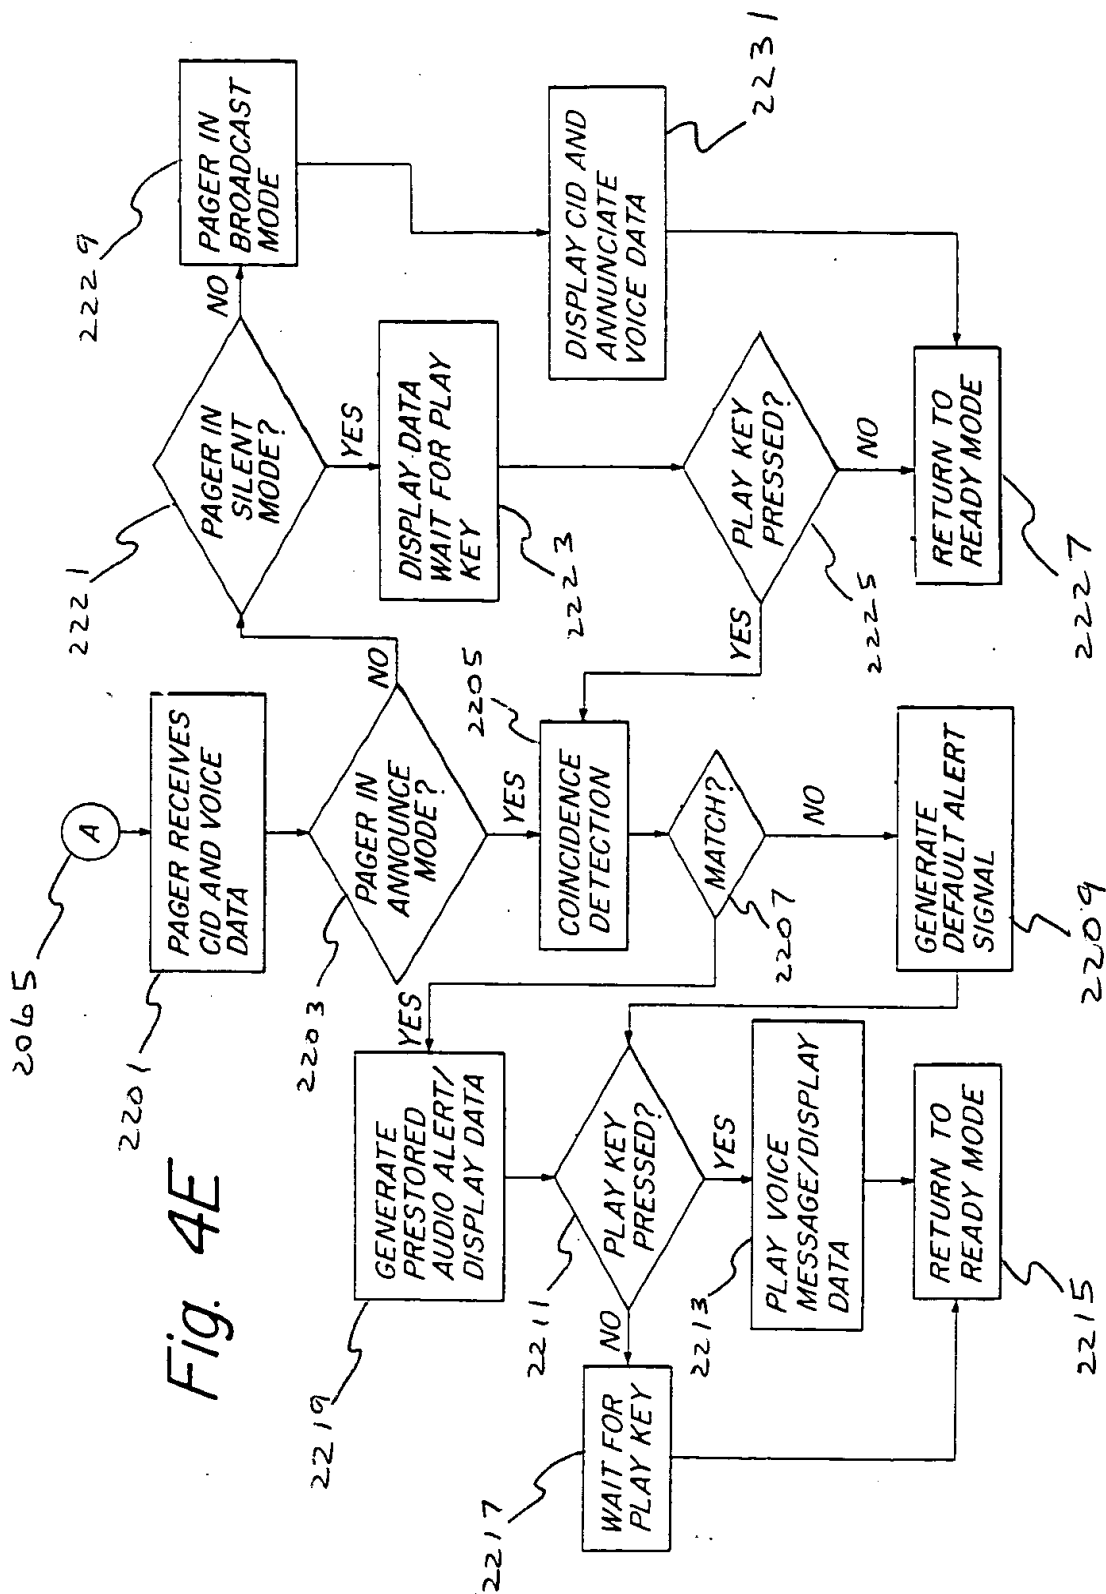 Fig. 4E
2065
A
2201
PAGER RECEIVES
CID AND VOICE
DATA
2203
PAGER IN
ANNOUNCE
MODE?
NO
YES
2221
PAGER IN
SILENT
MODE?
NO
YES
2229
PAGER IN
BROADCAST
MODE
2223
DISPLAY DATA
WAIT FOR PLAY
KEY
DISPLAY CID AND
ANNUNCIATE
VOICE DATA
2231
2205
COINCIDENCE
DETECTION
2225
PLAY KEY
PRESSED?
YES
NO
2207
MATCH?
YES
NO
2219
GENERATE
PRESTORED
AUDIO ALERT/
DISPLAY DATA
2209
GENERATE
DEFAULT ALERT
SIGNAL
RETURN TO
READY MODE
2227
2211
PLAY KEY
PRESSED?
NO
YES
2217
WAIT FOR
PLAY KEY
2213
PLAY VOICE
MESSAGE/DISPLAY
DATA
RETURN TO
READY MODE
2215